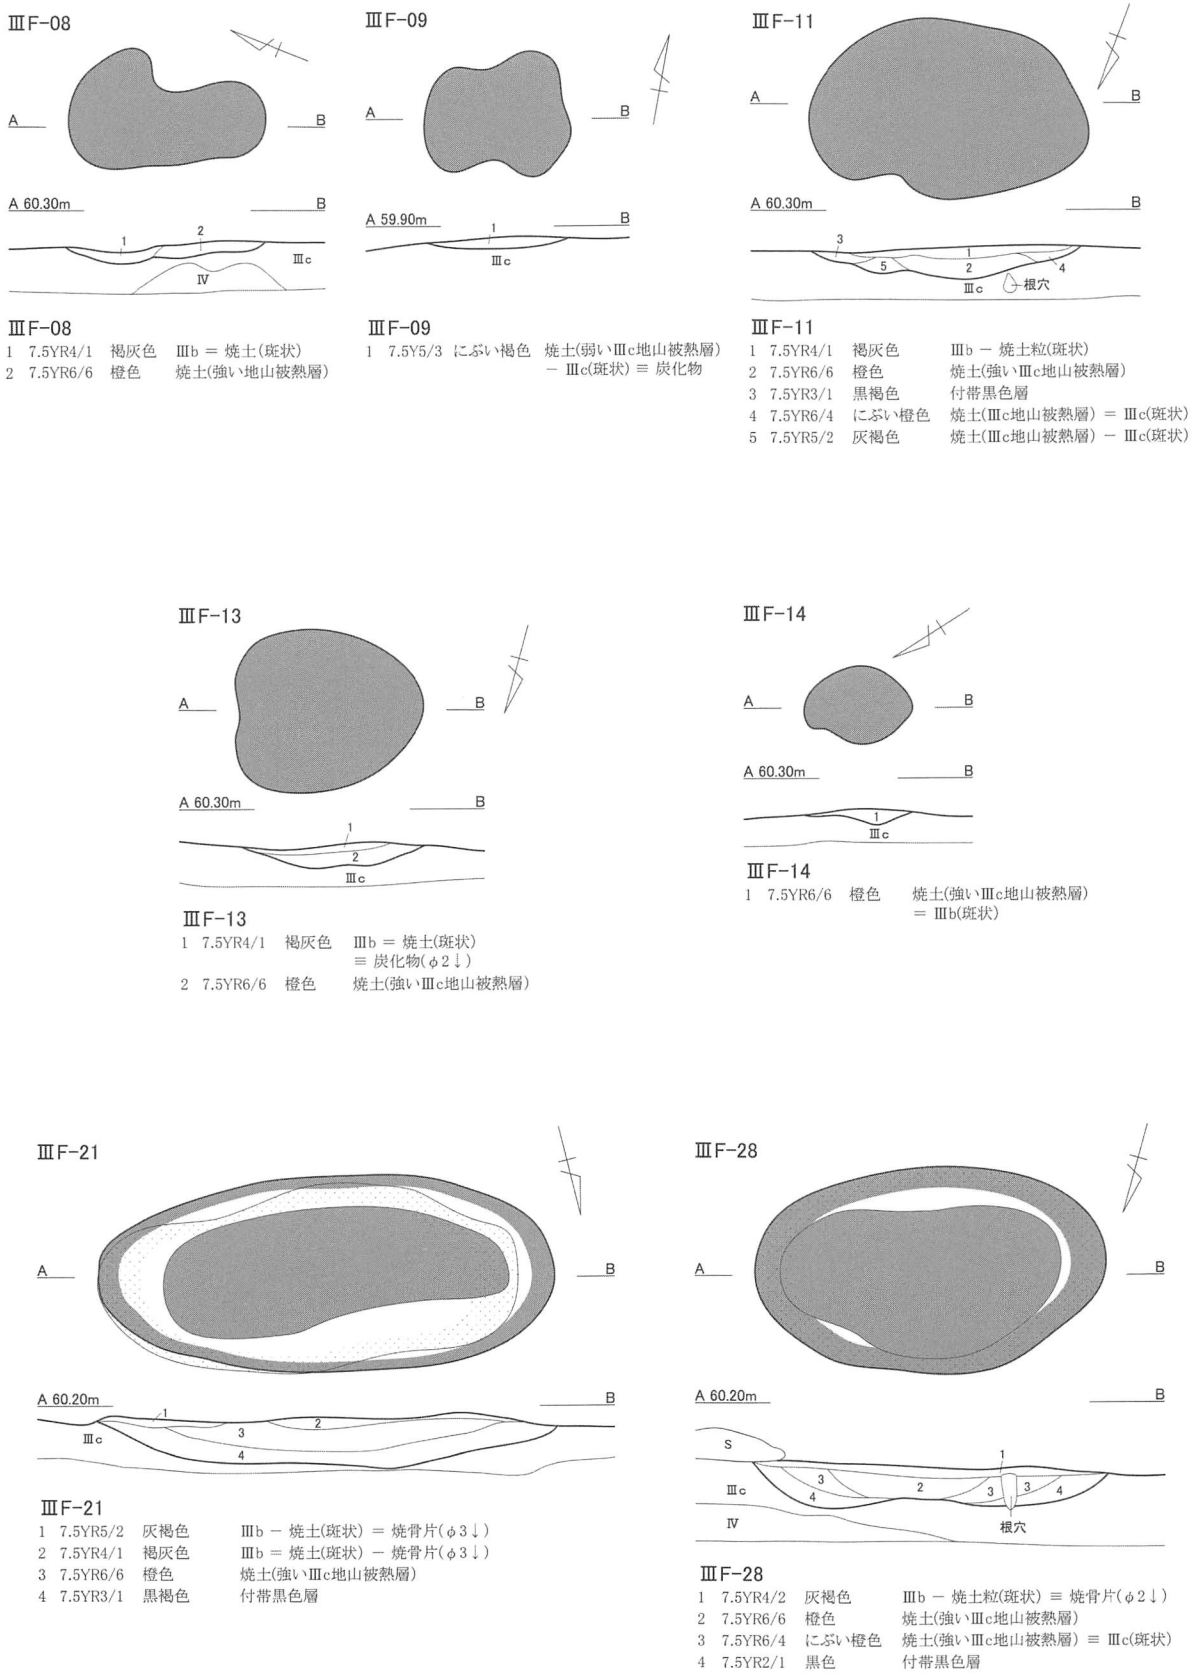 ⅢF-08
A
B
A 60.30m
B
1
2
Ⅲc
Ⅳ
ⅢF-08
1 7.5YR4/1 褐灰色 Ⅲb = 焼土(斑状)
2 7.5YR6/6 橙色 焼土(強い地山被熱層)
ⅢF-09
A
B
A 59.90m
B
1
Ⅲc
ⅢF-09
1 7.5Y5/3 にぶい褐色 焼土(弱いⅢc地山被熱層)
- Ⅲc(斑状) ≡ 炭化物
ⅢF-11
A
B
A 60.30m
B
3
1
5
2
4
Ⅲc
根穴
ⅢF-11
1 7.5YR4/1 褐灰色 Ⅲb - 焼土粒(斑状)
2 7.5YR6/6 橙色 焼土(強いⅢc地山被熱層)
3 7.5YR3/1 黒褐色 付帯黒色層
4 7.5YR6/4 にぶい橙色 焼土(Ⅲc地山被熱層) = Ⅲc(斑状)
5 7.5YR5/2 灰褐色 焼土(Ⅲc地山被熱層) - Ⅲc(斑状)
ⅢF-13
A
B
A 60.30m
B
1
2
Ⅲc
ⅢF-13
1 7.5YR4/1 褐灰色 Ⅲb = 焼土(斑状)
≡ 炭化物(φ2↓)
2 7.5YR6/6 橙色 焼土(強いⅢc地山被熱層)
ⅢF-14
A
B
A 60.30m
B
1
Ⅲc
ⅢF-14
1 7.5YR6/6 橙色 焼土(強いⅢc地山被熱層)
= Ⅲb(斑状)
ⅢF-21
A
B
A 60.20m
B
1
2
3
4
Ⅲc
ⅢF-21
1 7.5YR5/2 灰褐色 Ⅲb - 焼土(斑状) = 焼骨片(φ3↓)
2 7.5YR4/1 褐灰色 Ⅲb = 焼土(斑状) - 焼骨片(φ3↓)
3 7.5YR6/6 橙色 焼土(強いⅢc地山被熱層)
4 7.5YR3/1 黒褐色 付帯黒色層
ⅢF-28
A
B
A 60.20m
B
S
1
3
2
3
3
4
4
Ⅲc
Ⅳ
根穴
ⅢF-28
1 7.5YR4/2 灰褐色 Ⅲb - 焼土粒(斑状) ≡ 焼骨片(φ2↓)
2 7.5YR6/6 橙色 焼土(強いⅢc地山被熱層)
3 7.5YR6/4 にぶい橙色 焼土(強いⅢc地山被熱層) ≡ Ⅲc(斑状)
4 7.5YR2/1 黒色 付帯黒色層